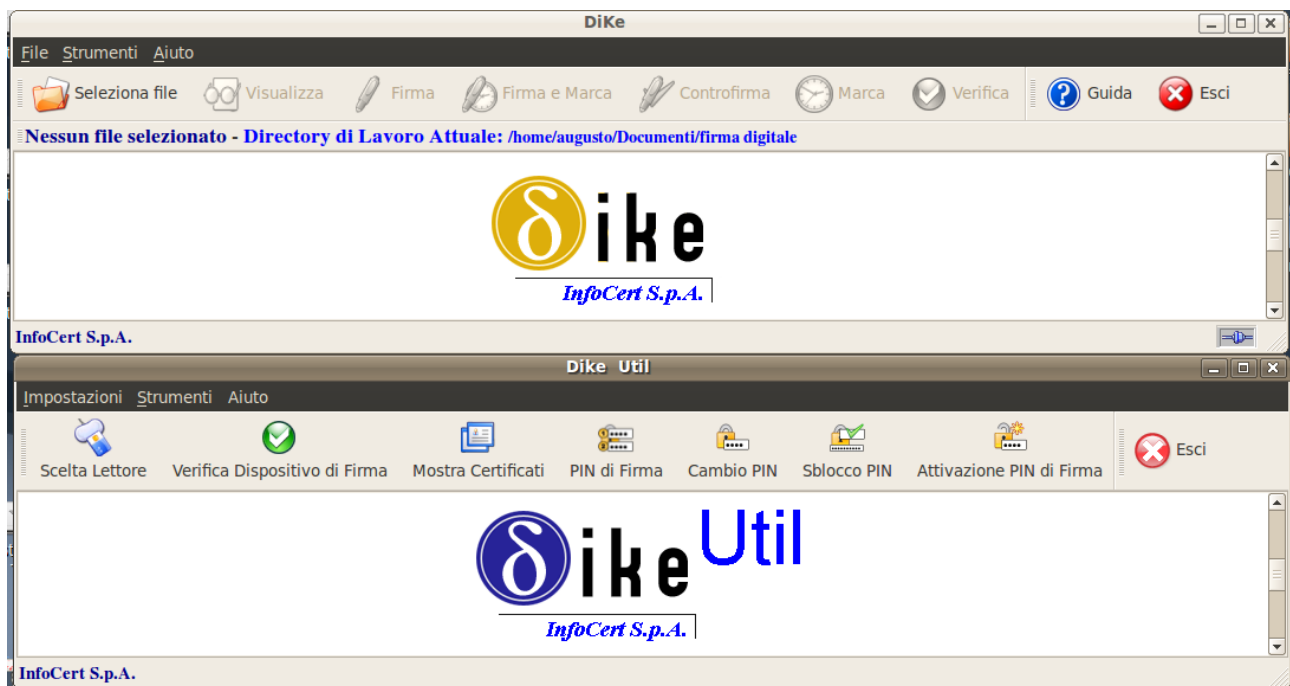 DiKe
File Strumenti Aiuto
Seleziona file Visualizza Firma Firma e Marca Controfirma Marca Verifica Guida Esci
Nessun file selezionato - Directory di Lavoro Attuale: /home/augusto/Documenti/firma digitale
δike
InfoCert S.p.A.
InfoCert S.p.A.
Dike Util
Impostazioni Strumenti Aiuto
Scelta Lettore Verifica Dispositivo di Firma Mostra Certificati PIN di Firma Cambio PIN Sblocco PIN Attivazione PIN di Firma Esci
δike Util
InfoCert S.p.A.
InfoCert S.p.A.